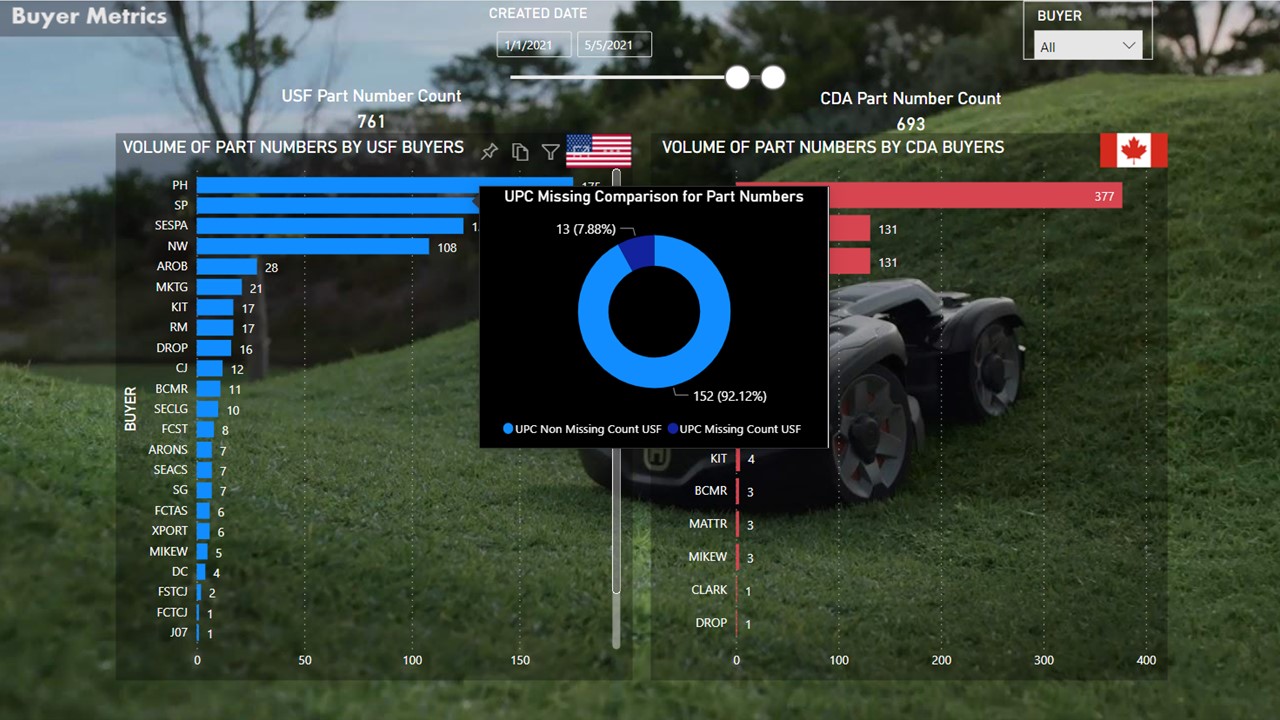 Buyer Metrics
CREATED DATE
1/1/2021
5/5/2021
BUYER
All
USF Part Number Count
761
CDA Part Number Count
693
VOLUME OF PART NUMBERS BY USF BUYERS
PH
SP
SESPA
NW 108
AROB 28
MKTG 21
KIT 17
RM 17
DROP 16
CJ 12
BCMR 11
SECLG 10
FCST 8
ARONS 7
SEACS 7
SG 7
FCTAS 6
XPORT 6
MIKEW 5
DC 4
FSTCJ 2
FCTCJ 1
J07 1
BUYER
0 50 100 150
UPC Missing Comparison for Part Numbers
13 (7.88%)
152 (92.12%)
UPC Non Missing Count USF
UPC Missing Count USF
VOLUME OF PART NUMBERS BY CDA BUYERS
377
131
131
KIT 4
BCMR 3
MATTR 3
MIKEW 3
CLARK 1
DROP 1
0 100 200 300 400